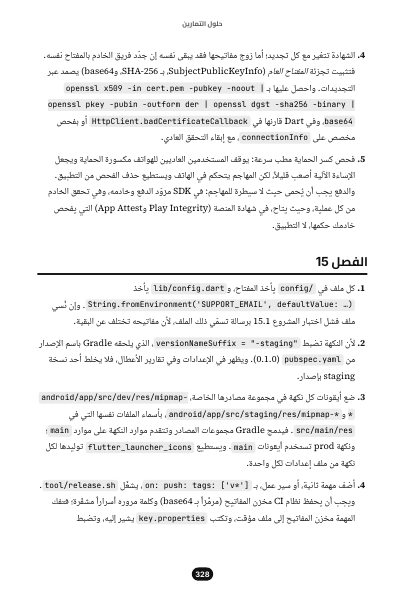 حلول التمارين
4. الشهادة تتغير مع كل تجديد؛ أما زوج مفاتيحها فقد يبقى نفسه إن جدّد فريق الخادم بالمفتاح نفسه.
فتثبيت تجزئة المفتاح العام (SubjectPublicKeyInfo، بـ SHA-256، وbase64) يصمد عبر
التجديدات. واحصل عليها بـ openssl x509 -in cert.pem -pubkey -noout |
openssl pkey -pubin -outform der | openssl dgst -sha256 -binary |
base64، وفي Dart قارنها في HttpClient.badCertificateCallback أو بفحص
مخصص على connectionInfo، مع إبقاء التحقق العادي.
5. فحص كسر الحماية مطب سرعة: يوقف المستخدمين العاديين للهواتف مكسورة الحماية ويجعل
الإساءة الآلية أصعب قليلاً، لكن المهاجم يتحكم في الهاتف ويستطيع حذف الفحص من التطبيق.
والدفع يجب أن يُحمى حيث لا سيطرة للمهاجم: في SDK مزوّد الدفع وخادمه، وفي تحقق الخادم
من كل عملية، وحيث يتاح، في شهادة المنصة (Play Integrity وApp Attest) التي يفحص
خادمك حكمها، لا التطبيق.
الفصل 15
1. كل ملف في config/ يأخذ المفتاح، وlib/config.dart يأخذ
String.fromEnvironment('SUPPORT_EMAIL', defaultValue: …). وإن نُسي
ملف فشل اختبار المشروع 15.1 برسالة تسمّي ذلك الملف، لأن مفاتيحه تختلف عن البقية.
2. لأن النكهة تضبط versionNameSuffix = "-staging"، الذي يلحقه Gradle باسم الإصدار
من pubspec.yaml (0.1.0). ويظهر في الإعدادات وفي تقارير الأعطال، فلا يخلط أحد نسخة
staging بإصدار.
3. ضع أيقونات كل نكهة في مجموعة مصادرها الخاصة، android/app/src/dev/res/mipmap-
* و android/app/src/staging/res/mipmap-*، بأسماء الملفات نفسها التي في
src/main/res. فيدمج Gradle مجموعات المصادر وتتقدم موارد النكهة على موارد main؛
ونكهة prod تستخدم أيقونات main. ويستطيع flutter_launcher_icons توليدها لكل
نكهة من ملف إعدادات لكل واحدة.
4. أضف مهمة ثانية، أو سير عمل، بـ on: push: tags: ['v*']، يشغّل tool/release.sh.
ويجب أن يحفظ نظام CI مخزن المفاتيح (مرمّزاً بـ base64) وكلمة مروره أسراراً مشفّرة؛ فتفك
المهمة مخزن المفاتيح إلى ملف مؤقت، وتكتب key.properties يشير إليه، وتضبط
328